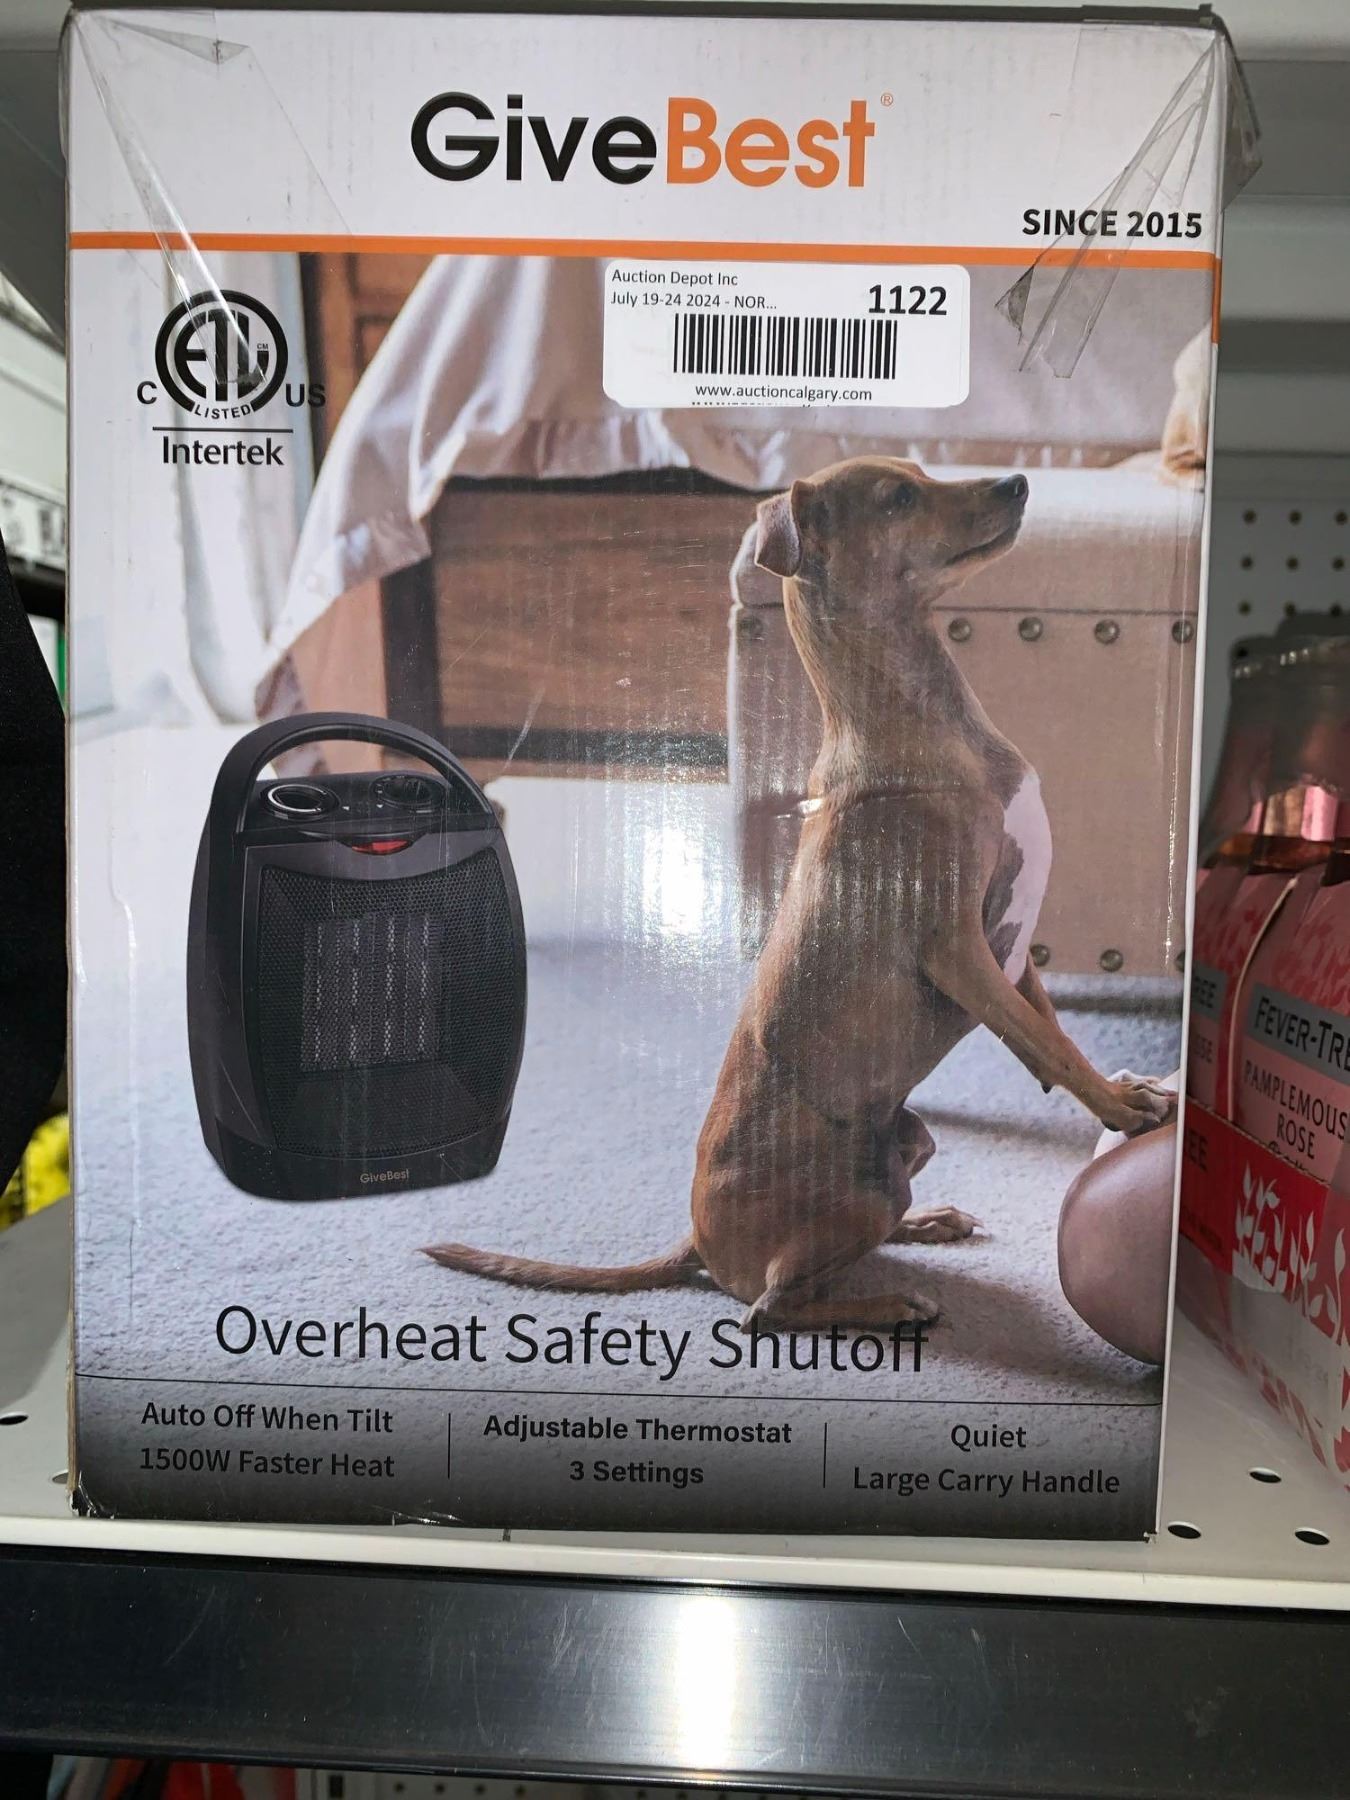 GiveBest®
SINCE 2015
Auction Depot Inc
July 19-24 2024 - NOR...
1122
www.auctioncalgary.com
C ETL CM US
LISTED
Intertek
GiveBest
Overheat Safety Shutoff
Auto Off When Tilt
1500W Faster Heat
Adjustable Thermostat
3 Settings
Quiet
Large Carry Handle
FEVER-TRE
PAMPLEMOUS
ROSE